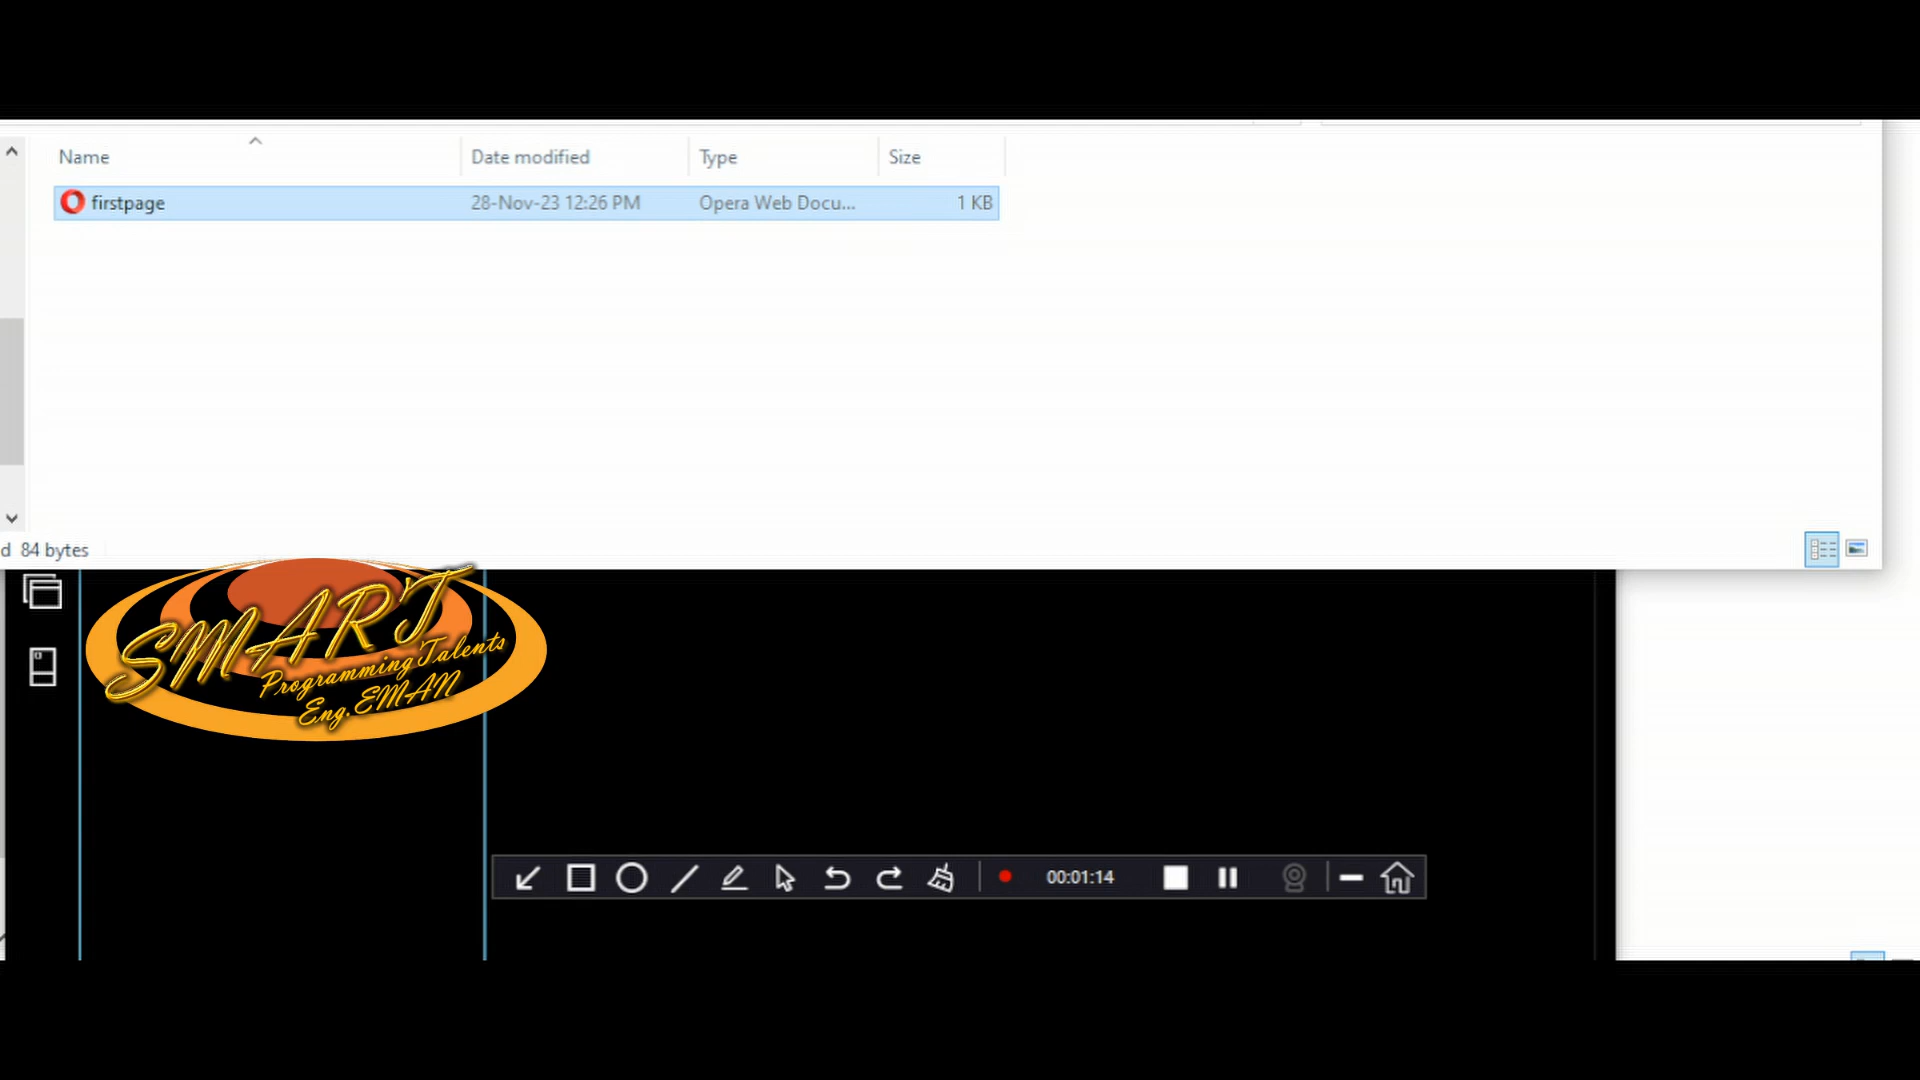 Name Date modified Type Size
firstpage 28-Nov-23 12:26 PM Opera Web Docu... 1 KB
d 84 bytes
SMART
Programming Talents
Eng. EMAN
00:01:14